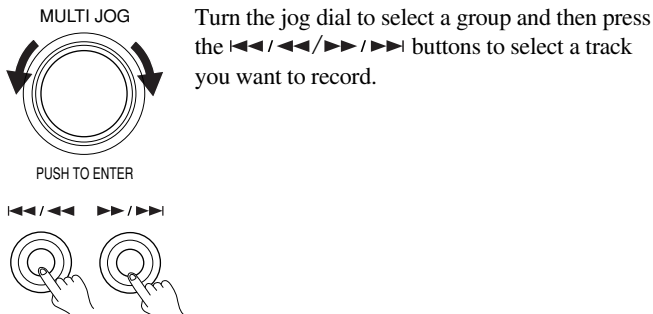 MULTI JOG
Turn the jog dial to select a group and then press
the ⏮◀◀/◀◀/▶▶/▶▶⏭ buttons to select a track
you want to record.
PUSH TO ENTER